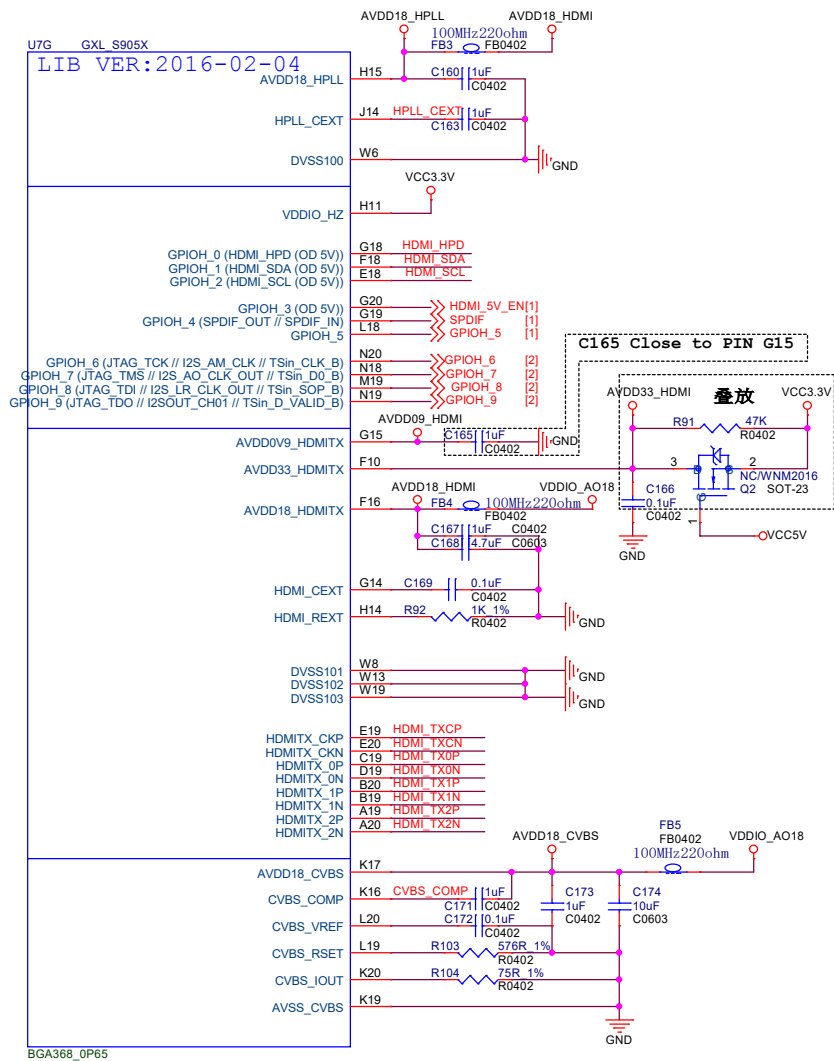 AVDD18_HPLL
AVDD18_HDMI
100MHz220ohm
FB3
FB0402
U7G
GXL_S905X
LIB VER:2016-02-04
AVDD18_HPLL
H15
C160
1uF
C0402
HPLL_CEXT
J14
HPLL_CEXT
1uF
C163
C0402
DVSS100
W6
GND
VCC3.3V
VDDIO_HZ
H11
GPIOH_0 (HDMI_HPD (OD 5V))
G18
HDMI_HPD
GPIOH_1 (HDMI_SDA (OD 5V))
F18
HDMI_SDA
GPIOH_2 (HDMI_SCL (OD 5V))
E18
HDMI_SCL
GPIOH_3 (OD 5V))
G20
HDMI_5V_EN[1]
GPIOH_4 (SPDIF_OUT // SPDIF_IN)
G19
SPDIF [1]
GPIOH_5
L18
GPIOH_5 [1]
C165 Close to PIN G15
GPIOH_6 (JTAG_TCK // I2S_AM_CLK // TSin_CLK_B)
N20
GPIOH_6 [2]
GPIOH_7 (JTAG_TMS // I2S_AO_CLK_OUT // TSin_D0_B)
N18
GPIOH_7 [2]
GPIOH_8 (JTAG_TDI // I2S_LR_CLK_OUT // TSin_SOP_B)
M19
GPIOH_8 [2]
GPIOH_9 (JTAG_TDO // I2SOUT_CH01 // TSin_D_VALID_B)
N19
GPIOH_9 [2]
AVDD33_HDMI
叠放
VCC3.3V
R91
47K
R0402
AVDD09_HDMI
AVDD0V9_HDMITX
G15
C165
1uF
C0402
GND
AVDD33_HDMITX
F10
3
2
NC/WNM2016
Q2
SOT-23
G
1
VCC5V
C166
0.1uF
C0402
GND
AVDD18_HDMI
VDDIO_AO18
AVDD18_HDMITX
F16
FB4
100MHz220ohm
FB0402
C167
1uF
C0402
C168
4.7uF
C0603
HDMI_CEXT
G14
C169
0.1uF
C0402
HDMI_REXT
H14
R92
1K_1%
R0402
GND
DVSS101
W8
GND
DVSS102
W13
DVSS103
W19
GND
HDMITX_CKP
E19
HDMI_TXCP
HDMITX_CKN
E20
HDMI_TXCN
HDMITX_0P
C19
HDMI_TX0P
HDMITX_0N
D19
HDMI_TX0N
HDMITX_1P
B20
HDMI_TX1P
HDMITX_1N
B19
HDMI_TX1N
HDMITX_2P
A19
HDMI_TX2P
HDMITX_2N
A20
HDMI_TX2N
AVDD18_CVBS
FB5
FB0402
100MHz220ohm
VDDIO_AO18
AVDD18_CVBS
K17
CVBS_COMP
K16
CVBS_COMP
1uF
C171
C0402
C173
1uF
C0402
C174
10uF
C0603
CVBS_VREF
L20
C172
0.1uF
C0402
CVBS_RSET
L19
R103
576R_1%
R0402
CVBS_IOUT
K20
R104
75R_1%
R0402
AVSS_CVBS
K19
GND
BGA368_0P65